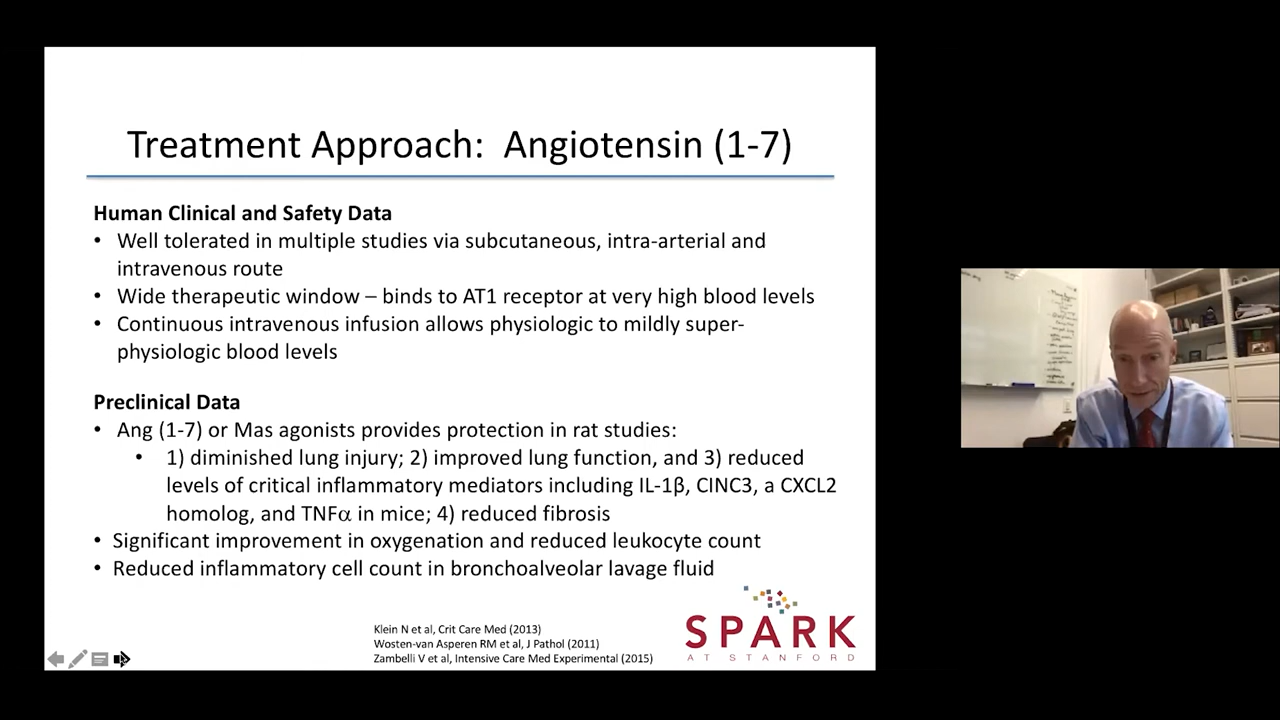 Treatment Approach:  Angiotensin (1-7)
Human Clinical and Safety Data
• Well tolerated in multiple studies via subcutaneous, intra-arterial and
intravenous route
• Wide therapeutic window – binds to AT1 receptor at very high blood levels
• Continuous intravenous infusion allows physiologic to mildly super-
physiologic blood levels
Preclinical Data
• Ang (1-7) or Mas agonists provides protection in rat studies:
• 1) diminished lung injury; 2) improved lung function, and 3) reduced
levels of critical inflammatory mediators including IL-1β, CINC3, a CXCL2
homolog, and TNFα in mice; 4) reduced fibrosis
• Significant improvement in oxygenation and reduced leukocyte count
• Reduced inflammatory cell count in bronchoalveolar lavage fluid
Klein N et al, Crit Care Med (2013)
Wosten-van Asperen RM et al, J Pathol (2011)
Zambelli V et al, Intensive Care Med Experimental (2015)
SPARK
AT STANFORD